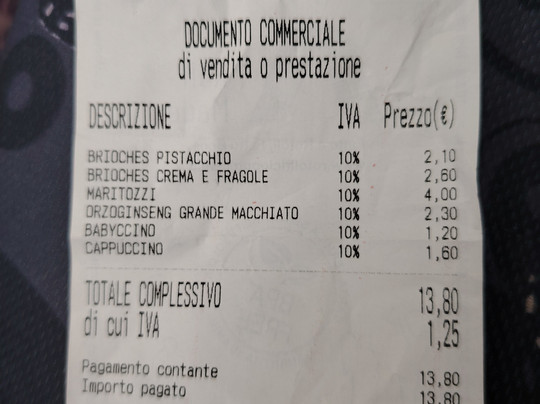 DOCUMENTO COMMERCIALE
di vendita o prestazione
DESCRIZIONE IVA Prezzo(€)
BRIOCHES PISTACCHIO 10% 2,10
BRIOCHES CREMA E FRAGOLE 10% 2,60
MARITOZZI 10% 4,00
ORZOGINSENG GRANDE MACCHIATO 10% 2,30
BABYCCINO 10% 1,20
CAPPUCCINO 10% 1,60
TOTALE COMPLESSIVO 13,80
di cui IVA 1,25
Pagamento contante 13,80
Importo pagato 13,80